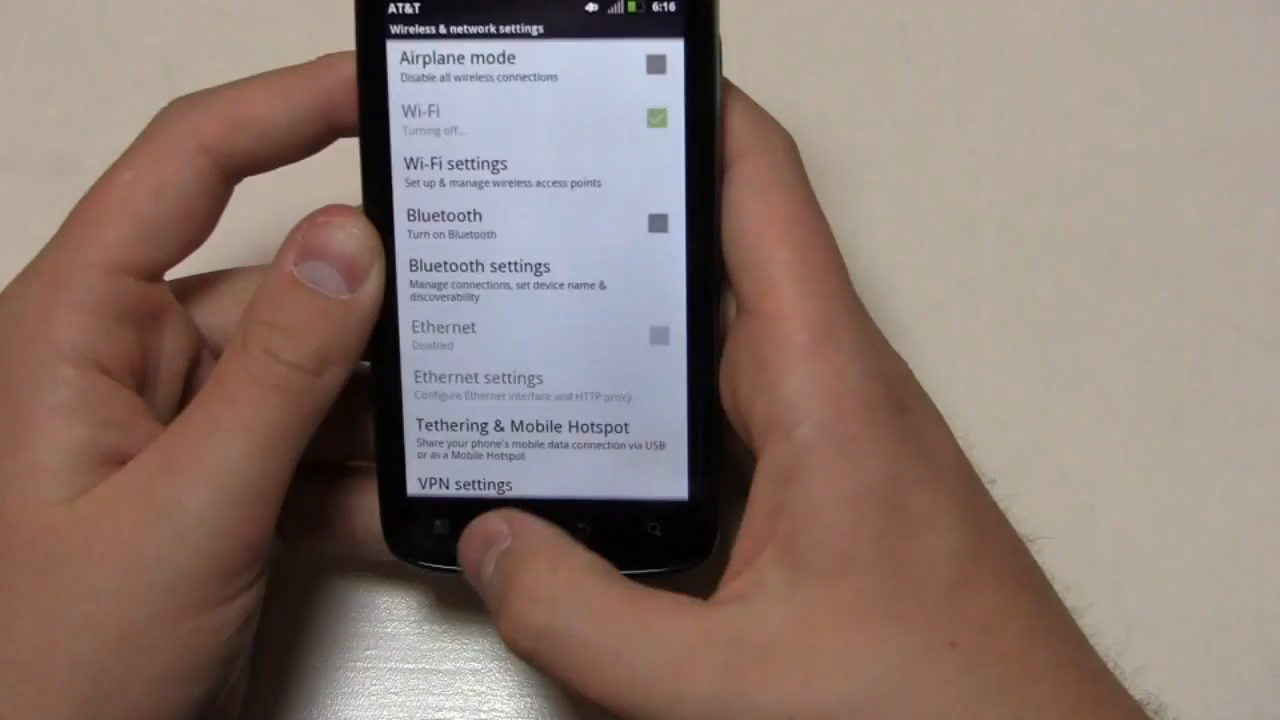 AT&T 6:16
Wireless & network settings
Airplane mode
Disable all wireless connections
Wi-Fi
Turning off...
Wi-Fi settings
Set up & manage wireless access points
Bluetooth
Turn on Bluetooth
Bluetooth settings
Manage connections, set device name &
discoverability
Ethernet
Disabled
Ethernet settings
Configure Ethernet interface and HTTP proxy
Tethering & Mobile Hotspot
Share your phone's mobile data connection via USB
or as a Mobile Hotspot
VPN settings